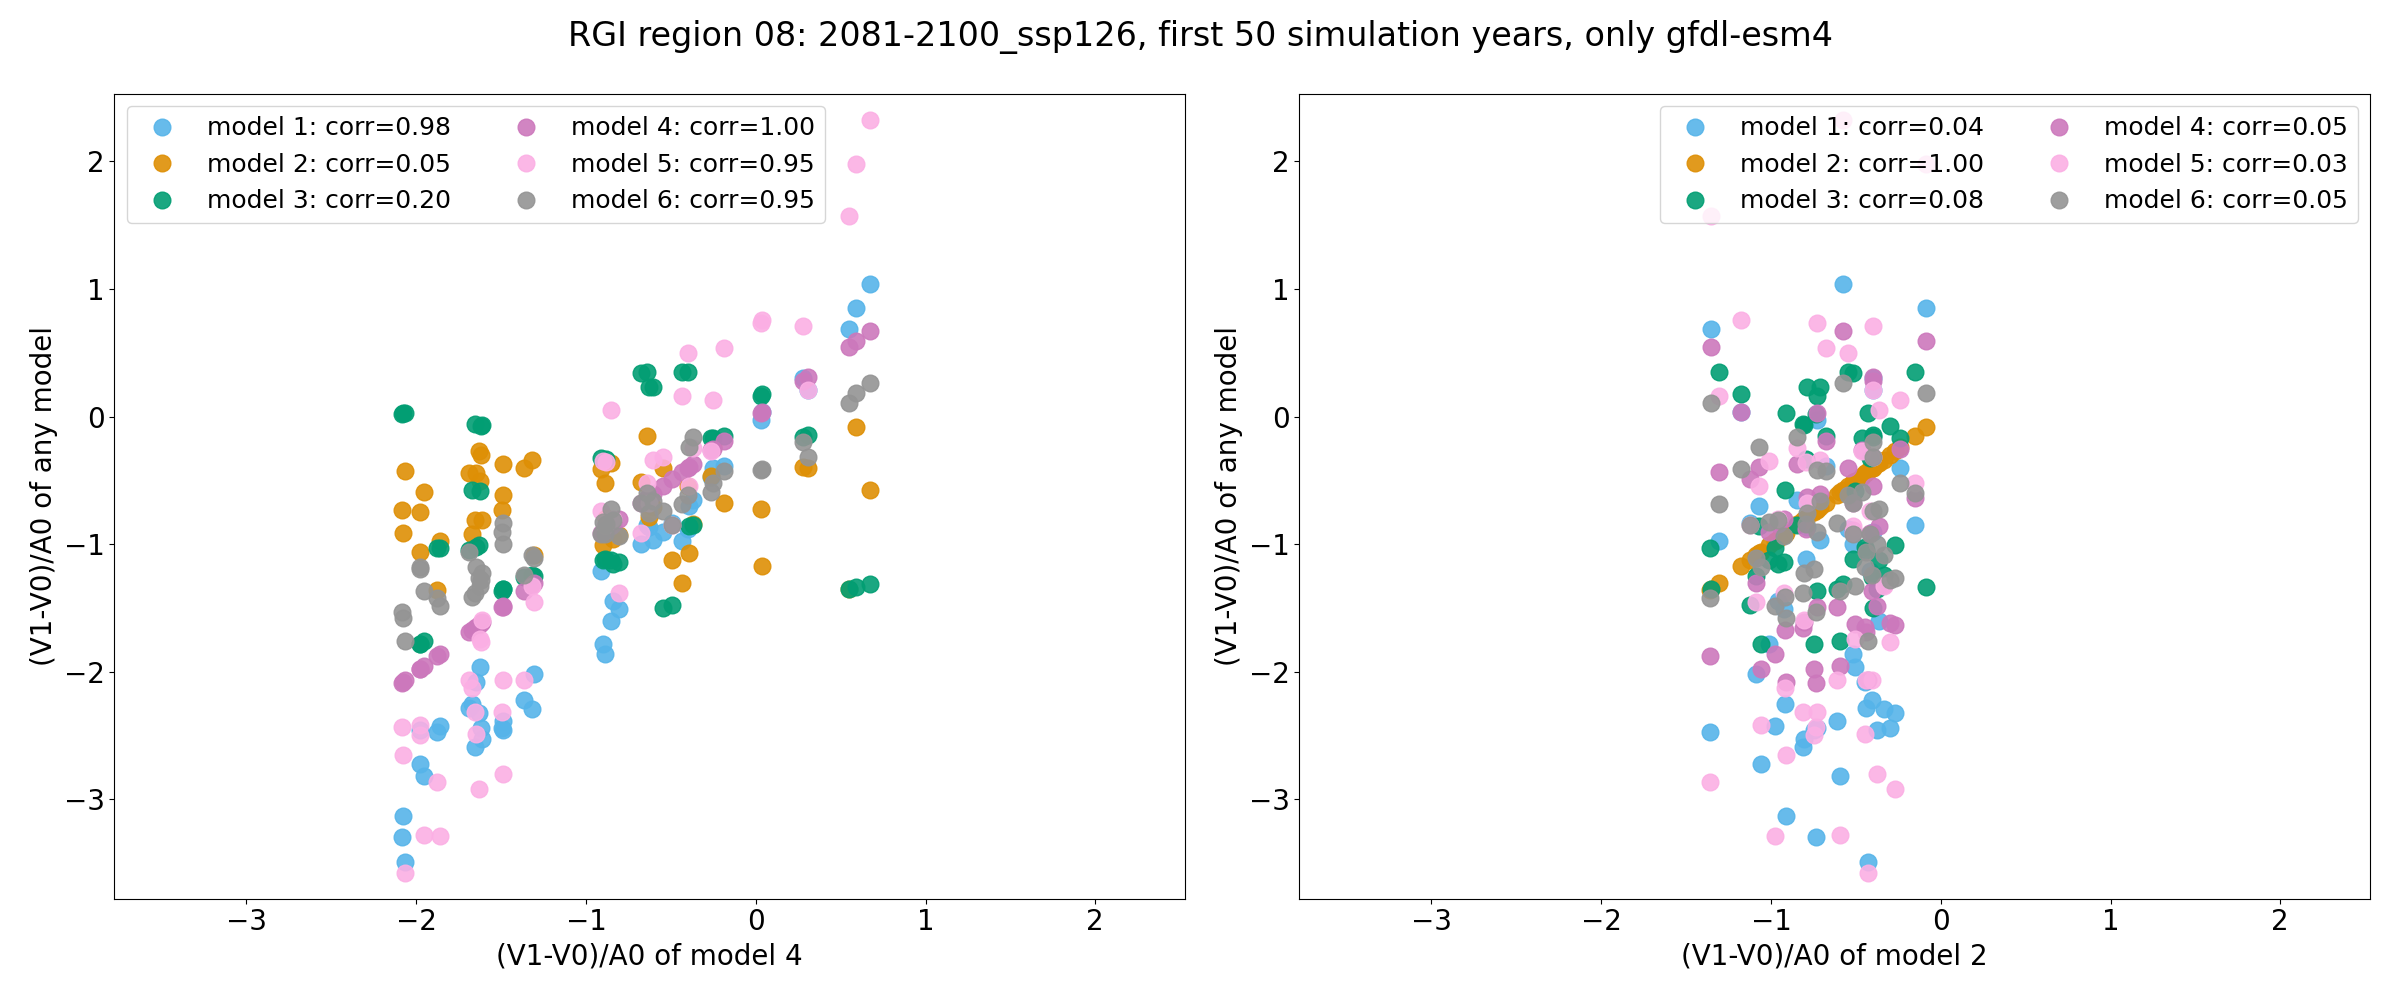 RGI region 08: 2081-2100_ssp126, first 50 simulation years, only gfdl-esm4
model 1: corr=0.98
model 2: corr=0.05
model 3: corr=0.20
model 4: corr=1.00
model 5: corr=0.95
model 6: corr=0.95
(V1-V0)/A0 of any model
2
1
0
−1
−2
−3
−3 −2 −1 0 1 2
(V1-V0)/A0 of model 4
model 1: corr=0.04
model 2: corr=1.00
model 3: corr=0.08
model 4: corr=0.05
model 5: corr=0.03
model 6: corr=0.05
(V1-V0)/A0 of any model
2
1
0
−1
−2
−3
−3 −2 −1 0 1 2
(V1-V0)/A0 of model 2